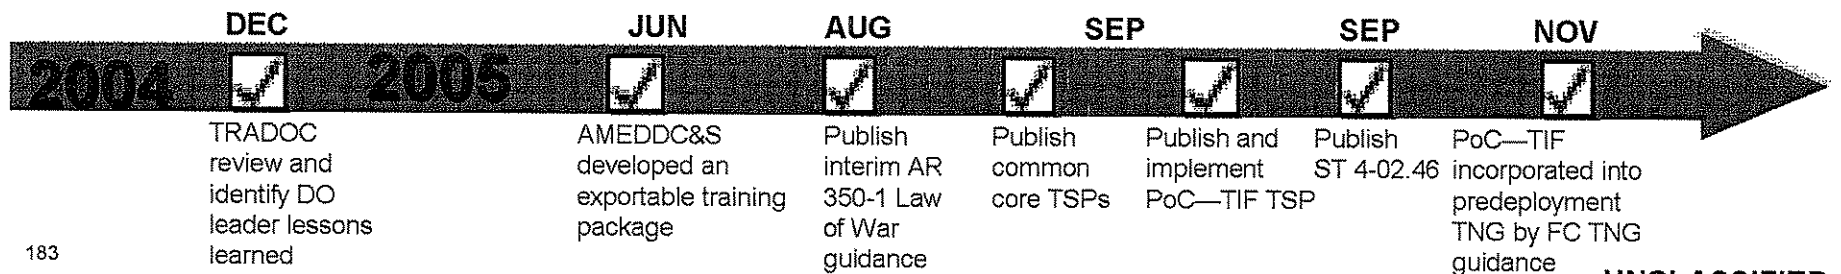 DEC JUN AUG SEP SEP NOV
2004 2005
TRADOC
review and
identify DO
leader lessons
learned
AMEDDC&S
developed an
exportable training
package
Publish
interim AR
350-1 Law
of War
guidance
Publish
common
core TSPs
Publish and
implement
PoC—TIF TSP
Publish
ST 4-02.46
PoC—TIF
incorporated into
predeployment
TNG by FC TNG
guidance
183